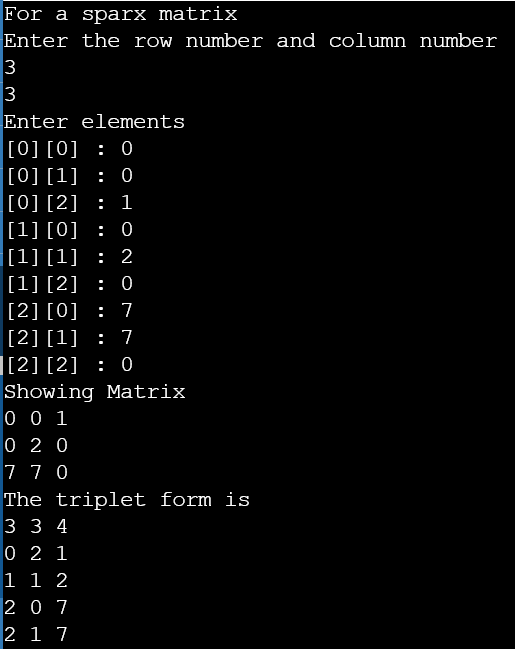 For a sparx matrix
Enter the row number and column number
3
3
Enter elements
[0][0] : 0
[0][1] : 0
[0][2] : 1
[1][0] : 0
[1][1] : 2
[1][2] : 0
[2][0] : 7
[2][1] : 7
[2][2] : 0
Showing Matrix
0 0 1
0 2 0
7 7 0
The triplet form is
3 3 4
0 2 1
1 1 2
2 0 7
2 1 7